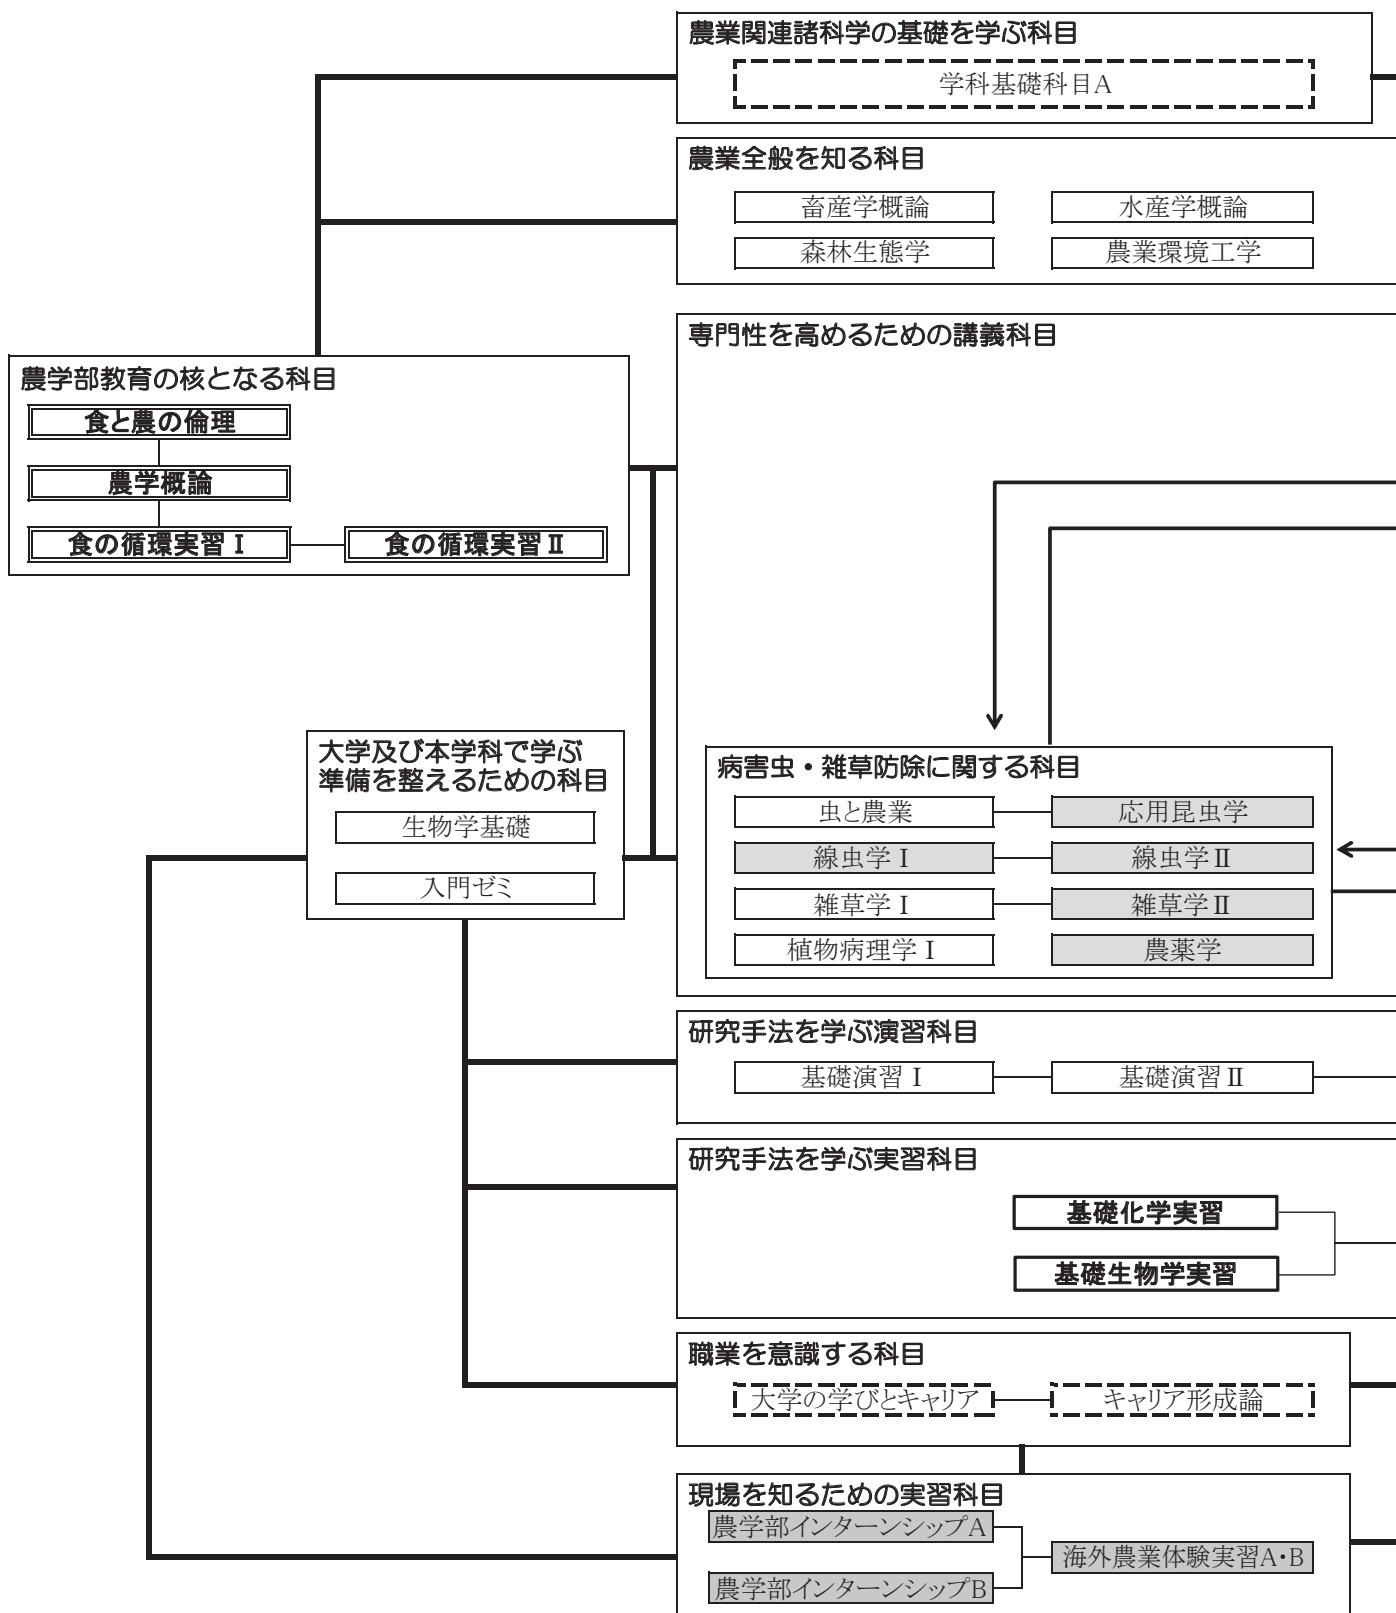 農業関連諸科学の基礎を学ぶ科目
学科基礎科目A
農業全般を知る科目
畜産学概論
水産学概論
森林生態学
農業環境工学
専門性を高めるための講義科目
農学部教育の核となる科目
食と農の倫理
農学概論
食の循環実習Ⅰ
食の循環実習Ⅱ
大学及び本学科で学ぶ
準備を整えるための科目
生物学基礎
入門ゼミ
病害虫・雑草防除に関する科目
虫と農業
応用昆虫学
線虫学Ⅰ
線虫学Ⅱ
雑草学Ⅰ
雑草学Ⅱ
植物病理学Ⅰ
農薬学
研究手法を学ぶ演習科目
基礎演習Ⅰ
基礎演習Ⅱ
研究手法を学ぶ実習科目
基礎化学実習
基礎生物学実習
職業を意識する科目
大学の学びとキャリア
キャリア形成論
現場を知るための実習科目
農学部インターンシップA
海外農業体験実習A・B
農学部インターンシップB